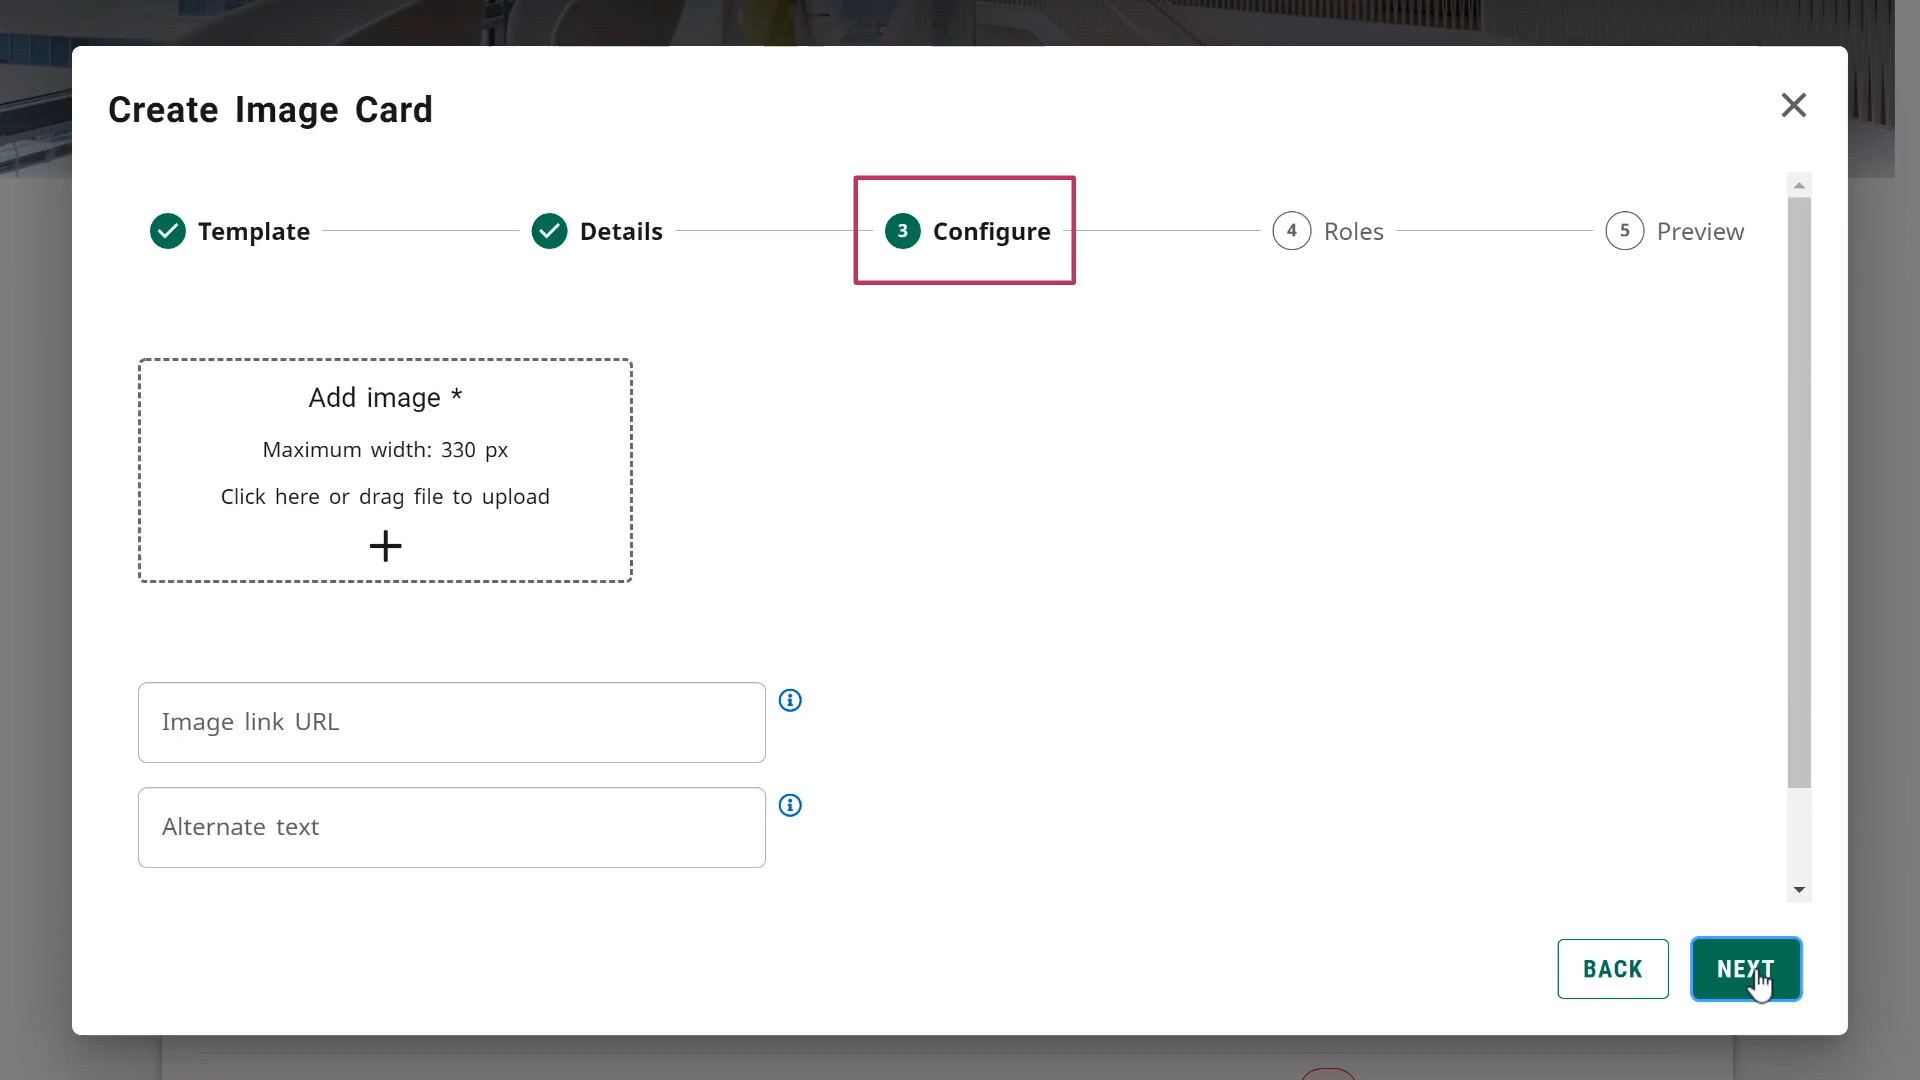 Create Image Card
Template
Details
3 Configure
4 Roles
5 Preview
Add image *
Maximum width: 330 px
Click here or drag file to upload
Image link URL
Alternate text
BACK
NEXT